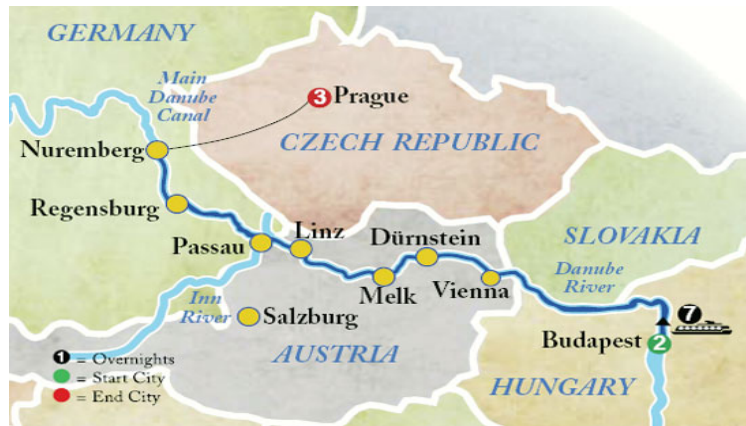 GERMANY
Main
Danube
Canal
3 Prague
CZECH REPUBLIC
Nuremberg
Regensburg
Passau
Linz
Dürnstein
SLOVAKIA
Danube
River
Melk
Vienna
Inn
River
Salzburg
7
Budapest 2
AUSTRIA
HUNGARY
1 = Overnights
= Start City
= End City